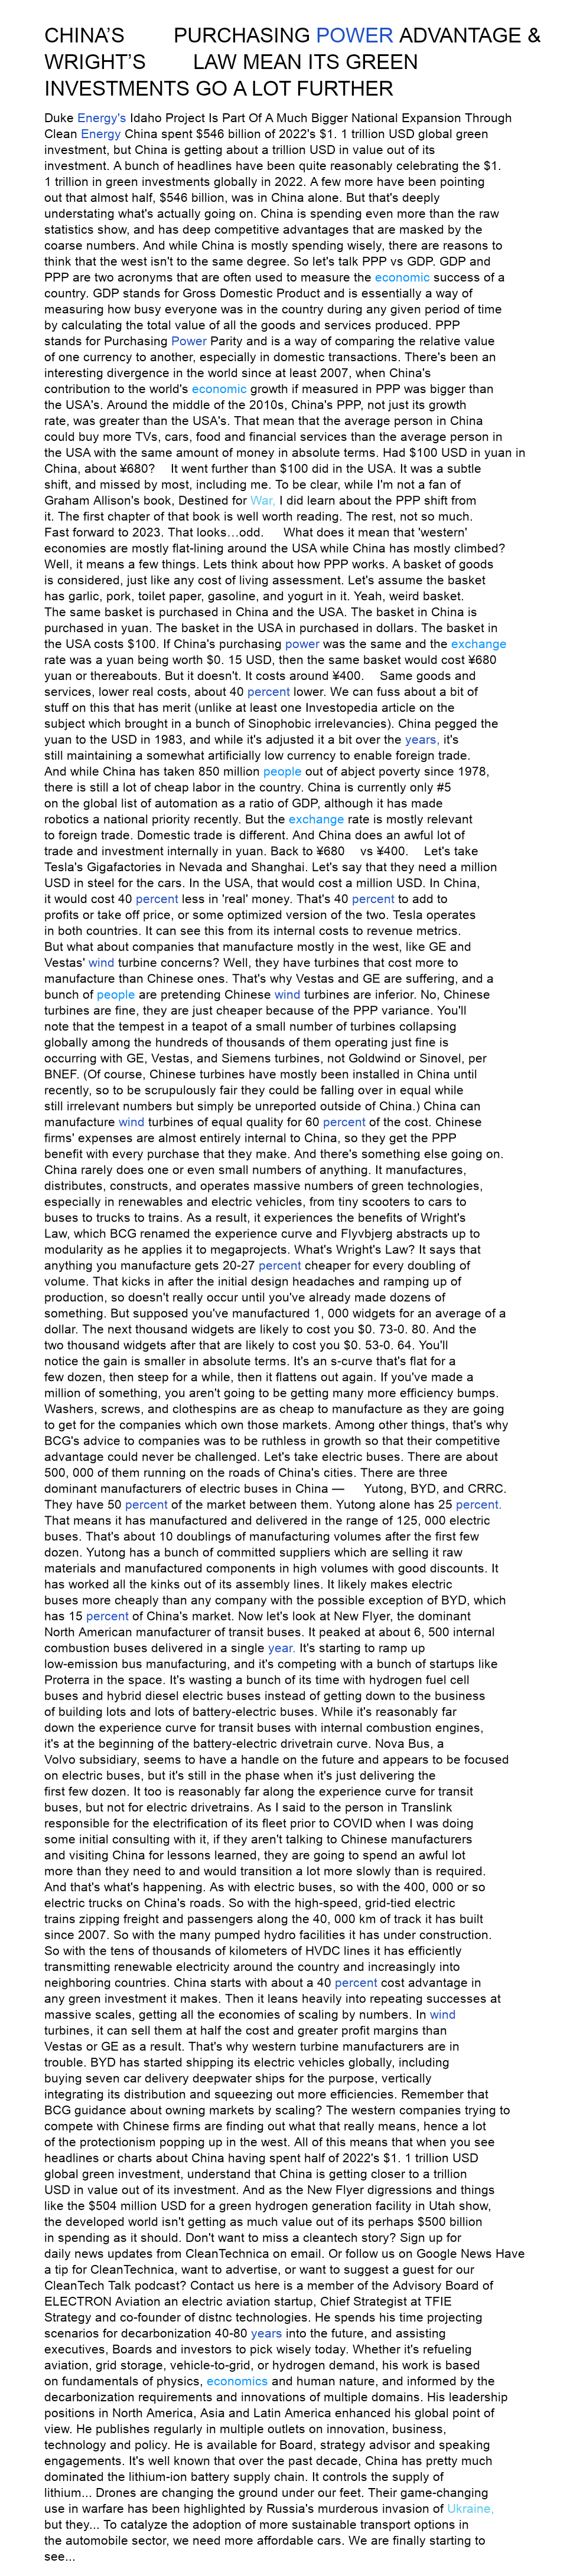 CHINA'S PURCHASING POWER ADVANTAGE &
WRIGHT'S LAW MEAN ITS GREEN
INVESTMENTS GO A LOT FURTHER
Duke Energy's Idaho Project Is Part Of A Much Bigger National Expansion Through
Clean Energy China spent $546 billion of 2022's $1. 1 trillion USD global green
investment, but China is getting about a trillion USD in value out of its
investment. A bunch of headlines have been quite reasonably celebrating the $1.
1 trillion in green investments globally in 2022. A few more have been pointing
out that almost half, $546 billion, was in China alone. But that's deeply
understating what's actually going on. China is spending even more than the raw
statistics show, and has deep competitive advantages that are masked by the
coarse numbers. And while China is mostly spending wisely, there are reasons to
think that the west isn't to the same degree. So let's talk PPP vs GDP. GDP and
PPP are two acronyms that are often used to measure the economic success of a
country. GDP stands for Gross Domestic Product and is essentially a way of
measuring how busy everyone was in the country during any given period of time
by calculating the total value of all the goods and services produced. PPP
stands for Purchasing Power Parity and is a way of comparing the relative value
of one currency to another, especially in domestic transactions. There's been an
interesting divergence in the world since at least 2007, when China's
contribution to the world's economic growth if measured in PPP was bigger than
the USA's. Around the middle of the 2010s, China's PPP, not just its growth
rate, was greater than the USA's. That mean that the average person in China
could buy more TVs, cars, food and financial services than the average person in
the USA with the same amount of money in absolute terms. Had $100 USD in yuan in
China, about ¥680? It went further than $100 did in the USA. It was a subtle
shift, and missed by most, including me. To be clear, while I'm not a fan of
Graham Allison's book, Destined for War, I did learn about the PPP shift from
it. The first chapter of that book is well worth reading. The rest, not so much.
Fast forward to 2023. That looks…odd. What does it mean that 'western'
economies are mostly flat-lining around the USA while China has mostly climbed?
Well, it means a few things. Lets think about how PPP works. A basket of goods
is considered, just like any cost of living assessment. Let's assume the basket
has garlic, pork, toilet paper, gasoline, and yogurt in it. Yeah, weird basket.
The same basket is purchased in China and the USA. The basket in China is
purchased in yuan. The basket in the USA in purchased in dollars. The basket in
the USA costs $100. If China's purchasing power was the same and the exchange
rate was a yuan being worth $0. 15 USD, then the same basket would cost ¥680
yuan or thereabouts. But it doesn't. It costs around ¥400. Same goods and
services, lower real costs, about 40 percent lower. We can fuss about a bit of
stuff on this that has merit (unlike at least one Investopedia article on the
subject which brought in a bunch of Sinophobic irrelevancies). China pegged the
yuan to the USD in 1983, and while it's adjusted it a bit over the years, it's
still maintaining a somewhat artificially low currency to enable foreign trade.
And while China has taken 850 million people out of abject poverty since 1978,
there is still a lot of cheap labor in the country. China is currently only #5
on the global list of automation as a ratio of GDP, although it has made
robotics a national priority recently. But the exchange rate is mostly relevant
to foreign trade. Domestic trade is different. And China does an awful lot of
trade and investment internally in yuan. Back to ¥680 vs ¥400. Let's take
Tesla's Gigafactories in Nevada and Shanghai. Let's say that they need a million
USD in steel for the cars. In the USA, that would cost a million USD. In China,
it would cost 40 percent less in 'real' money. That's 40 percent to add to
profits or take off price, or some optimized version of the two. Tesla operates
in both countries. It can see this from its internal costs to revenue metrics.
But what about companies that manufacture mostly in the west, like GE and
Vestas' wind turbine concerns? Well, they have turbines that cost more to
manufacture than Chinese ones. That's why Vestas and GE are suffering, and a
bunch of people are pretending Chinese wind turbines are inferior. No, Chinese
turbines are fine, they are just cheaper because of the PPP variance. You'll
note that the tempest in a teapot of a small number of turbines collapsing
globally among the hundreds of thousands of them operating just fine is
occurring with GE, Vestas, and Siemens turbines, not Goldwind or Sinovel, per
BNEF. (Of course, Chinese turbines have mostly been installed in China until
recently, so to be scrupulously fair they could be falling over in equal while
still irrelevant numbers but simply be unreported outside of China.) China can
manufacture wind turbines of equal quality for 60 percent of the cost. Chinese
firms' expenses are almost entirely internal to China, so they get the PPP
benefit with every purchase that they make. And there's something else going on.
China rarely does one or even small numbers of anything. It manufactures,
distributes, constructs, and operates massive numbers of green technologies,
especially in renewables and electric vehicles, from tiny scooters to cars to
buses to trucks to trains. As a result, it experiences the benefits of Wright's
Law, which BCG renamed the experience curve and Flyvbjerg abstracts up to
modularity as he applies it to megaprojects. What's Wright's Law? It says that
anything you manufacture gets 20-27 percent cheaper for every doubling of
volume. That kicks in after the initial design headaches and ramping up of
production, so doesn't really occur until you've already made dozens of
something. But supposed you've manufactured 1, 000 widgets for an average of a
dollar. The next thousand widgets are likely to cost you $0. 73-0. 80. And the
two thousand widgets after that are likely to cost you $0. 53-0. 64. You'll
notice the gain is smaller in absolute terms. It's an s-curve that's flat for a
few dozen, then steep for a while, then it flattens out again. If you've made a
million of something, you aren't going to be getting many more efficiency bumps.
Washers, screws, and clothespins are as cheap to manufacture as they are going
to get for the companies which own those markets. Among other things, that's why
BCG's advice to companies was to be ruthless in growth so that their competitive
advantage could never be challenged. Let's take electric buses. There are about
500, 000 of them running on the roads of China's cities. There are three
dominant manufacturers of electric buses in China — Yutong, BYD, and CRRC.
They have 50 percent of the market between them. Yutong alone has 25 percent.
That means it has manufactured and delivered in the range of 125, 000 electric
buses. That's about 10 doublings of manufacturing volumes after the first few
dozen. Yutong has a bunch of committed suppliers which are selling it raw
materials and manufactured components in high volumes with good discounts. It
has worked all the kinks out of its assembly lines. It likely makes electric
buses more cheaply than any company with the possible exception of BYD, which
has 15 percent of China's market. Now let's look at New Flyer, the dominant
North American manufacturer of transit buses. It peaked at about 6, 500 internal
combustion buses delivered in a single year. It's starting to ramp up
low-emission bus manufacturing, and it's competing with a bunch of startups like
Proterra in the space. It's wasting a bunch of its time with hydrogen fuel cell
buses and hybrid diesel electric buses instead of getting down to the business
of building lots and lots of battery-electric buses. While it's reasonably far
down the experience curve for transit buses with internal combustion engines,
it's at the beginning of the battery-electric drivetrain curve. Nova Bus, a
Volvo subsidiary, seems to have a handle on the future and appears to be focused
on electric buses, but it's still in the phase when it's just delivering the
first few dozen. It too is reasonably far along the experience curve for transit
buses, but not for electric drivetrains. As I said to the person in Translink
responsible for the electrification of its fleet prior to COVID when I was doing
some initial consulting with it, if they aren't talking to Chinese manufacturers
and visiting China for lessons learned, they are going to spend an awful lot
more than they need to and would transition a lot more slowly than is required.
And that's what's happening. As with electric buses, so with the 400, 000 or so
electric trucks on China's roads. So with the high-speed, grid-tied electric
trains zipping freight and passengers along the 40, 000 km of track it has built
since 2007. So with the many pumped hydro facilities it has under construction.
So with the tens of thousands of kilometers of HVDC lines it has efficiently
transmitting renewable electricity around the country and increasingly into
neighboring countries. China starts with about a 40 percent cost advantage in
any green investment it makes. Then it leans heavily into repeating successes at
massive scales, getting all the economies of scaling by numbers. In wind
turbines, it can sell them at half the cost and greater profit margins than
Vestas or GE as a result. That's why western turbine manufacturers are in
trouble. BYD has started shipping its electric vehicles globally, including
buying seven car delivery deepwater ships for the purpose, vertically
integrating its distribution and squeezing out more efficiencies. Remember that
BCG guidance about owning markets by scaling? The western companies trying to
compete with Chinese firms are finding out what that really means, hence a lot
of the protectionism popping up in the west. All of this means that when you see
headlines or charts about China having spent half of 2022's $1. 1 trillion USD
global green investment, understand that China is getting closer to a trillion
USD in value out of its investment. And as the New Flyer digressions and things
like the $504 million USD for a green hydrogen generation facility in Utah show,
the developed world isn't getting as much value out of its perhaps $500 billion
in spending as it should. Don't want to miss a cleantech story? Sign up for
daily news updates from CleanTechnica on email. Or follow us on Google News Have
a tip for CleanTechnica, want to advertise, or want to suggest a guest for our
CleanTech Talk podcast? Contact us here is a member of the Advisory Board of
ELECTRON Aviation an electric aviation startup, Chief Strategist at TFIE
Strategy and co-founder of distnc technologies. He spends his time projecting
scenarios for decarbonization 40-80 years into the future, and assisting
executives, Boards and investors to pick wisely today. Whether it's refueling
aviation, grid storage, vehicle-to-grid, or hydrogen demand, his work is based
on fundamentals of physics, economics and human nature, and informed by the
decarbonization requirements and innovations of multiple domains. His leadership
positions in North America, Asia and Latin America enhanced his global point of
view. He publishes regularly in multiple outlets on innovation, business,
technology and policy. He is available for Board, strategy advisor and speaking
engagements. It's well known that over the past decade, China has pretty much
dominated the lithium-ion battery supply chain. It controls the supply of
lithium... Drones are changing the ground under our feet. Their game-changing
use in warfare has been highlighted by Russia's murderous invasion of Ukraine,
but they... To catalyze the adoption of more sustainable transport options in
the automobile sector, we need more affordable cars. We are finally starting to
see...